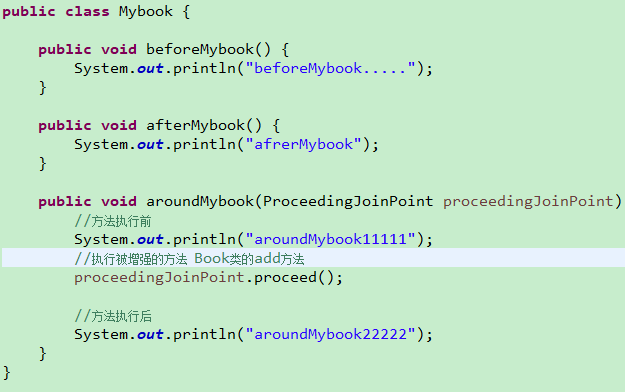 public class Mybook {
public void beforeMybook() {
System.out.println("beforeMybook.....");
}
public void afterMybook() {
System.out.println("afrerMybook");
}
public void aroundMybook(ProceedingJoinPoint proceedingJoinPoint)
//方法执行前
System.out.println("aroundMybook11111");
//执行被增强的方法 Book类的add方法
proceedingJoinPoint.proceed();
//方法执行后
System.out.println("aroundMybook22222");
}
}